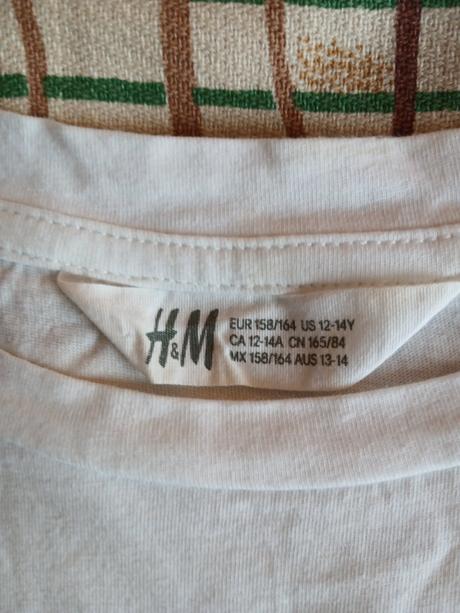 H&M
EUR 158/164 US 12-14Y
CA 12-14A CN 165/84
MX 158/164 AUS 13-14